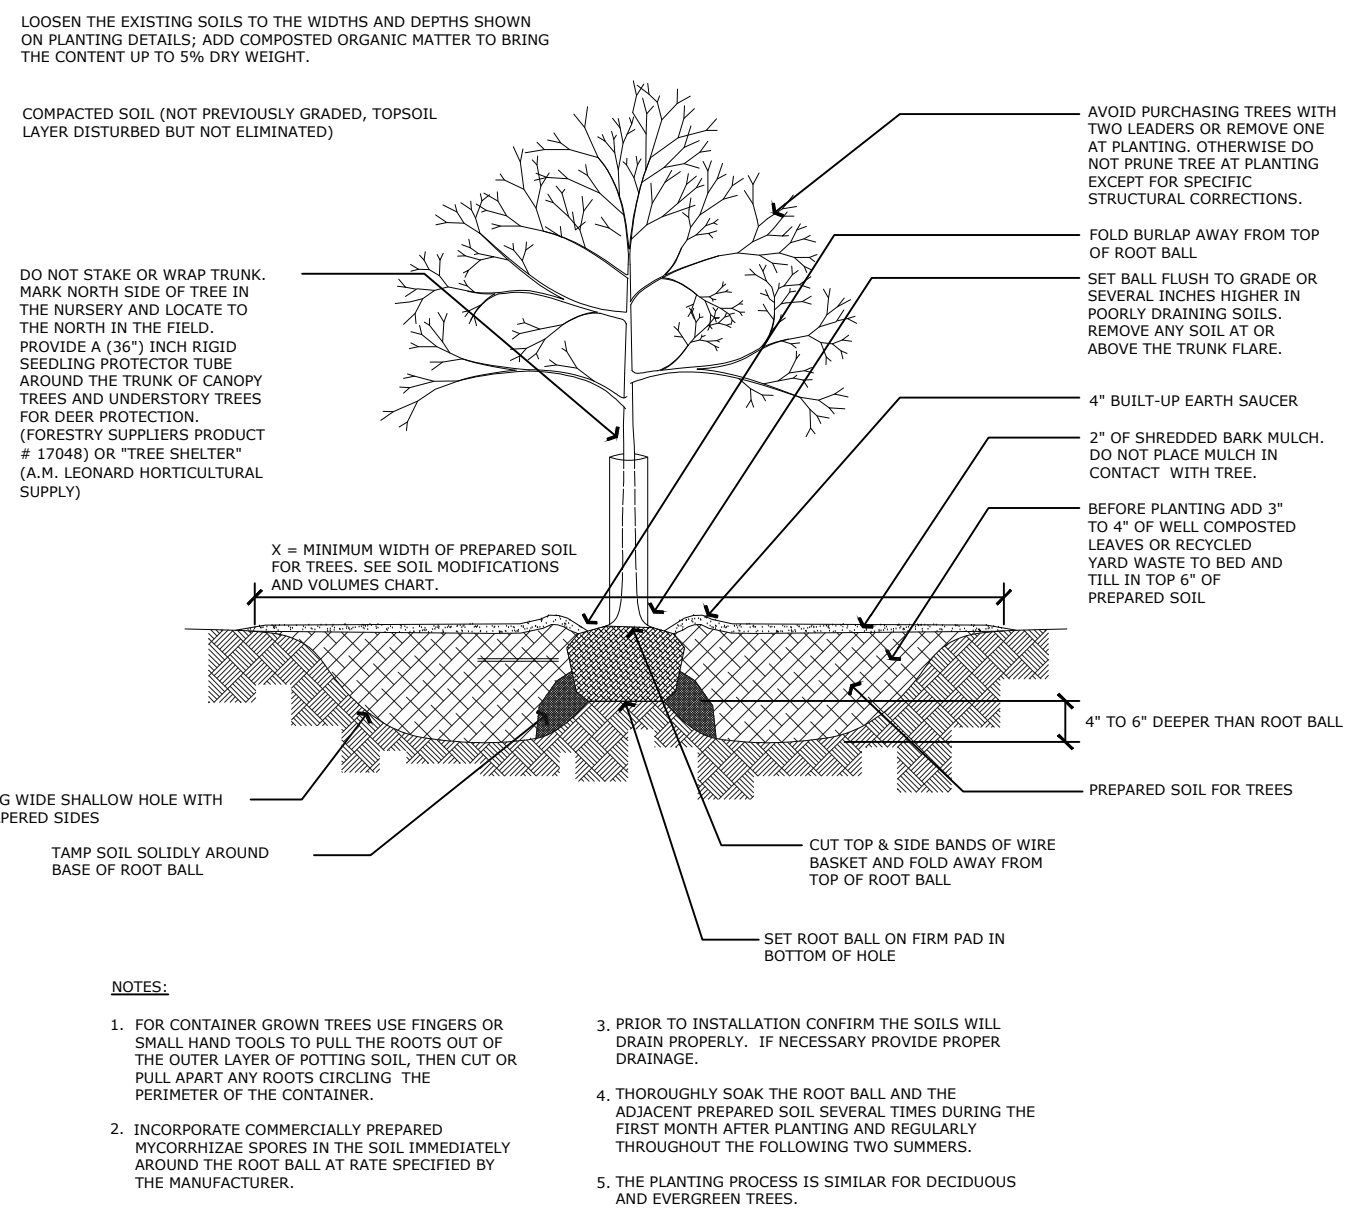 LOOSEN THE EXISTING SOILS TO THE WIDTHS AND DEPTHS SHOWN
ON PLANTING DETAILS; ADD COMPOSTED ORGANIC MATTER TO BRING
THE CONTENT UP TO 5% DRY WEIGHT.
COMPACTED SOIL (NOT PREVIOUSLY GRADED, TOPSOIL
LAYER DISTURBED BUT NOT ELIMINATED)
DO NOT STAKE OR WRAP TRUNK.
MARK NORTH SIDE OF TREE IN
THE NURSERY AND LOCATE TO
THE NORTH IN THE FIELD.
PROVIDE A (36") INCH RIGID
SEEDLING PROTECTOR TUBE
AROUND THE TRUNK OF CANOPY
TREES AND UNDERSTORY TREES
FOR DEER PROTECTION.
(FORESTRY SUPPLIERS PRODUCT
# 17048) OR "TREE SHELTER"
(A.M. LEONARD HORTICULTURAL
SUPPLY)
AVOID PURCHASING TREES WITH
TWO LEADERS OR REMOVE ONE
AT PLANTING. OTHERWISE DO
NOT PRUNE TREE AT PLANTING
EXCEPT FOR SPECIFIC
STRUCTURAL CORRECTIONS.
FOLD BURLAP AWAY FROM TOP
OF ROOT BALL
SET BALL FLUSH TO GRADE OR
SEVERAL INCHES HIGHER IN
POORLY DRAINING SOILS.
REMOVE ANY SOIL AT OR
ABOVE THE TRUNK FLARE.
4" BUILT-UP EARTH SAUCER
2" OF SHREDDED BARK MULCH.
DO NOT PLACE MULCH IN
CONTACT WITH TREE.
BEFORE PLANTING ADD 3"
TO 4" OF WELL COMPOSTED
LEAVES OR RECYCLED
YARD WASTE TO BED AND
TILL IN TOP 6" OF
PREPARED SOIL
X = MINIMUM WIDTH OF PREPARED SOIL
FOR TREES. SEE SOIL MODIFICATIONS
AND VOLUMES CHART.
4" TO 6" DEEPER THAN ROOT BALL
PREPARED SOIL FOR TREES
G WIDE SHALLOW HOLE WITH
PERED SIDES
TAMP SOIL SOLIDLY AROUND
BASE OF ROOT BALL
CUT TOP & SIDE BANDS OF WIRE
BASKET AND FOLD AWAY FROM
TOP OF ROOT BALL
SET ROOT BALL ON FIRM PAD IN
BOTTOM OF HOLE
NOTES:
1. FOR CONTAINER GROWN TREES USE FINGERS OR
SMALL HAND TOOLS TO PULL THE ROOTS OUT OF
THE OUTER LAYER OF POTTING SOIL, THEN CUT OR
PULL APART ANY ROOTS CIRCLING THE
PERIMETER OF THE CONTAINER.
2. INCORPORATE COMMERCIALLY PREPARED
MYCORRHIZAE SPORES IN THE SOIL IMMEDIATELY
AROUND THE ROOT BALL AT RATE SPECIFIED BY
THE MANUFACTURER.
3. PRIOR TO INSTALLATION CONFIRM THE SOILS WILL
DRAIN PROPERLY. IF NECESSARY PROVIDE PROPER
DRAINAGE.
4. THOROUGHLY SOAK THE ROOT BALL AND THE
ADJACENT PREPARED SOIL SEVERAL TIMES DURING THE
FIRST MONTH AFTER PLANTING AND REGULARLY
THROUGHOUT THE FOLLOWING TWO SUMMERS.
5. THE PLANTING PROCESS IS SIMILAR FOR DECIDUOUS
AND EVERGREEN TREES.